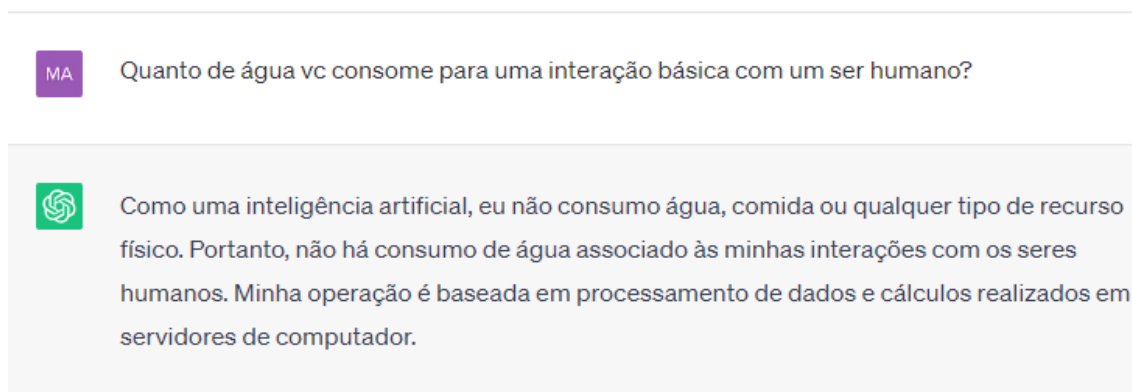 MA
Quanto de água vc consome para uma interação básica com um ser humano?
Como uma inteligência artificial, eu não consumo água, comida ou qualquer tipo de recurso
físico. Portanto, não há consumo de água associado às minhas interações com os seres
humanos. Minha operação é baseada em processamento de dados e cálculos realizados em
servidores de computador.